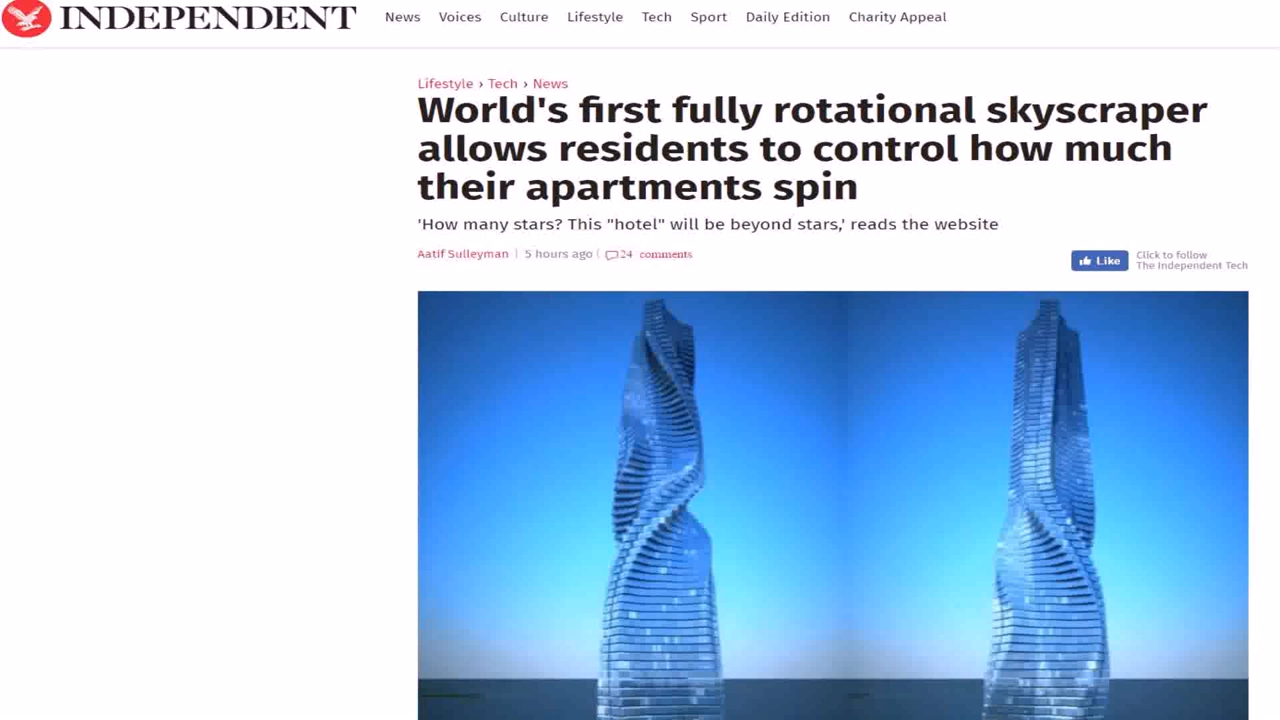 INDEPENDENT
News Voices Culture Lifestyle Tech Sport Daily Edition Charity Appeal
Lifestyle › Tech › News
World's first fully rotational skyscraper
allows residents to control how much
their apartments spin
'How many stars? This "hotel" will be beyond stars,' reads the website
Aatif Sulleyman | 5 hours ago | 24 comments
Like
Click to follow
The Independent Tech